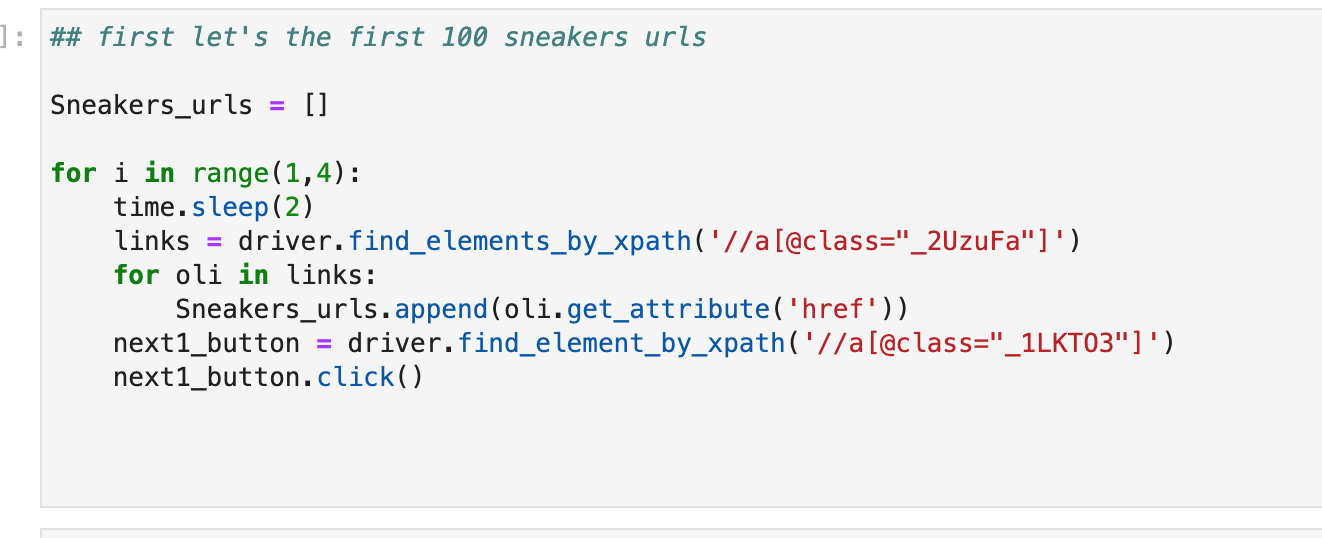 ]:
## first let's the first 100 sneakers urls
Sneakers_urls = []
for i in range(1,4):
    time.sleep(2)
    links = driver.find_elements_by_xpath('//a[@class="_2UzuFa"]')
    for oli in links:
        Sneakers_urls.append(oli.get_attribute('href'))
    next1_button = driver.find_element_by_xpath('//a[@class="_1LKTO3"]')
    next1_button.click()